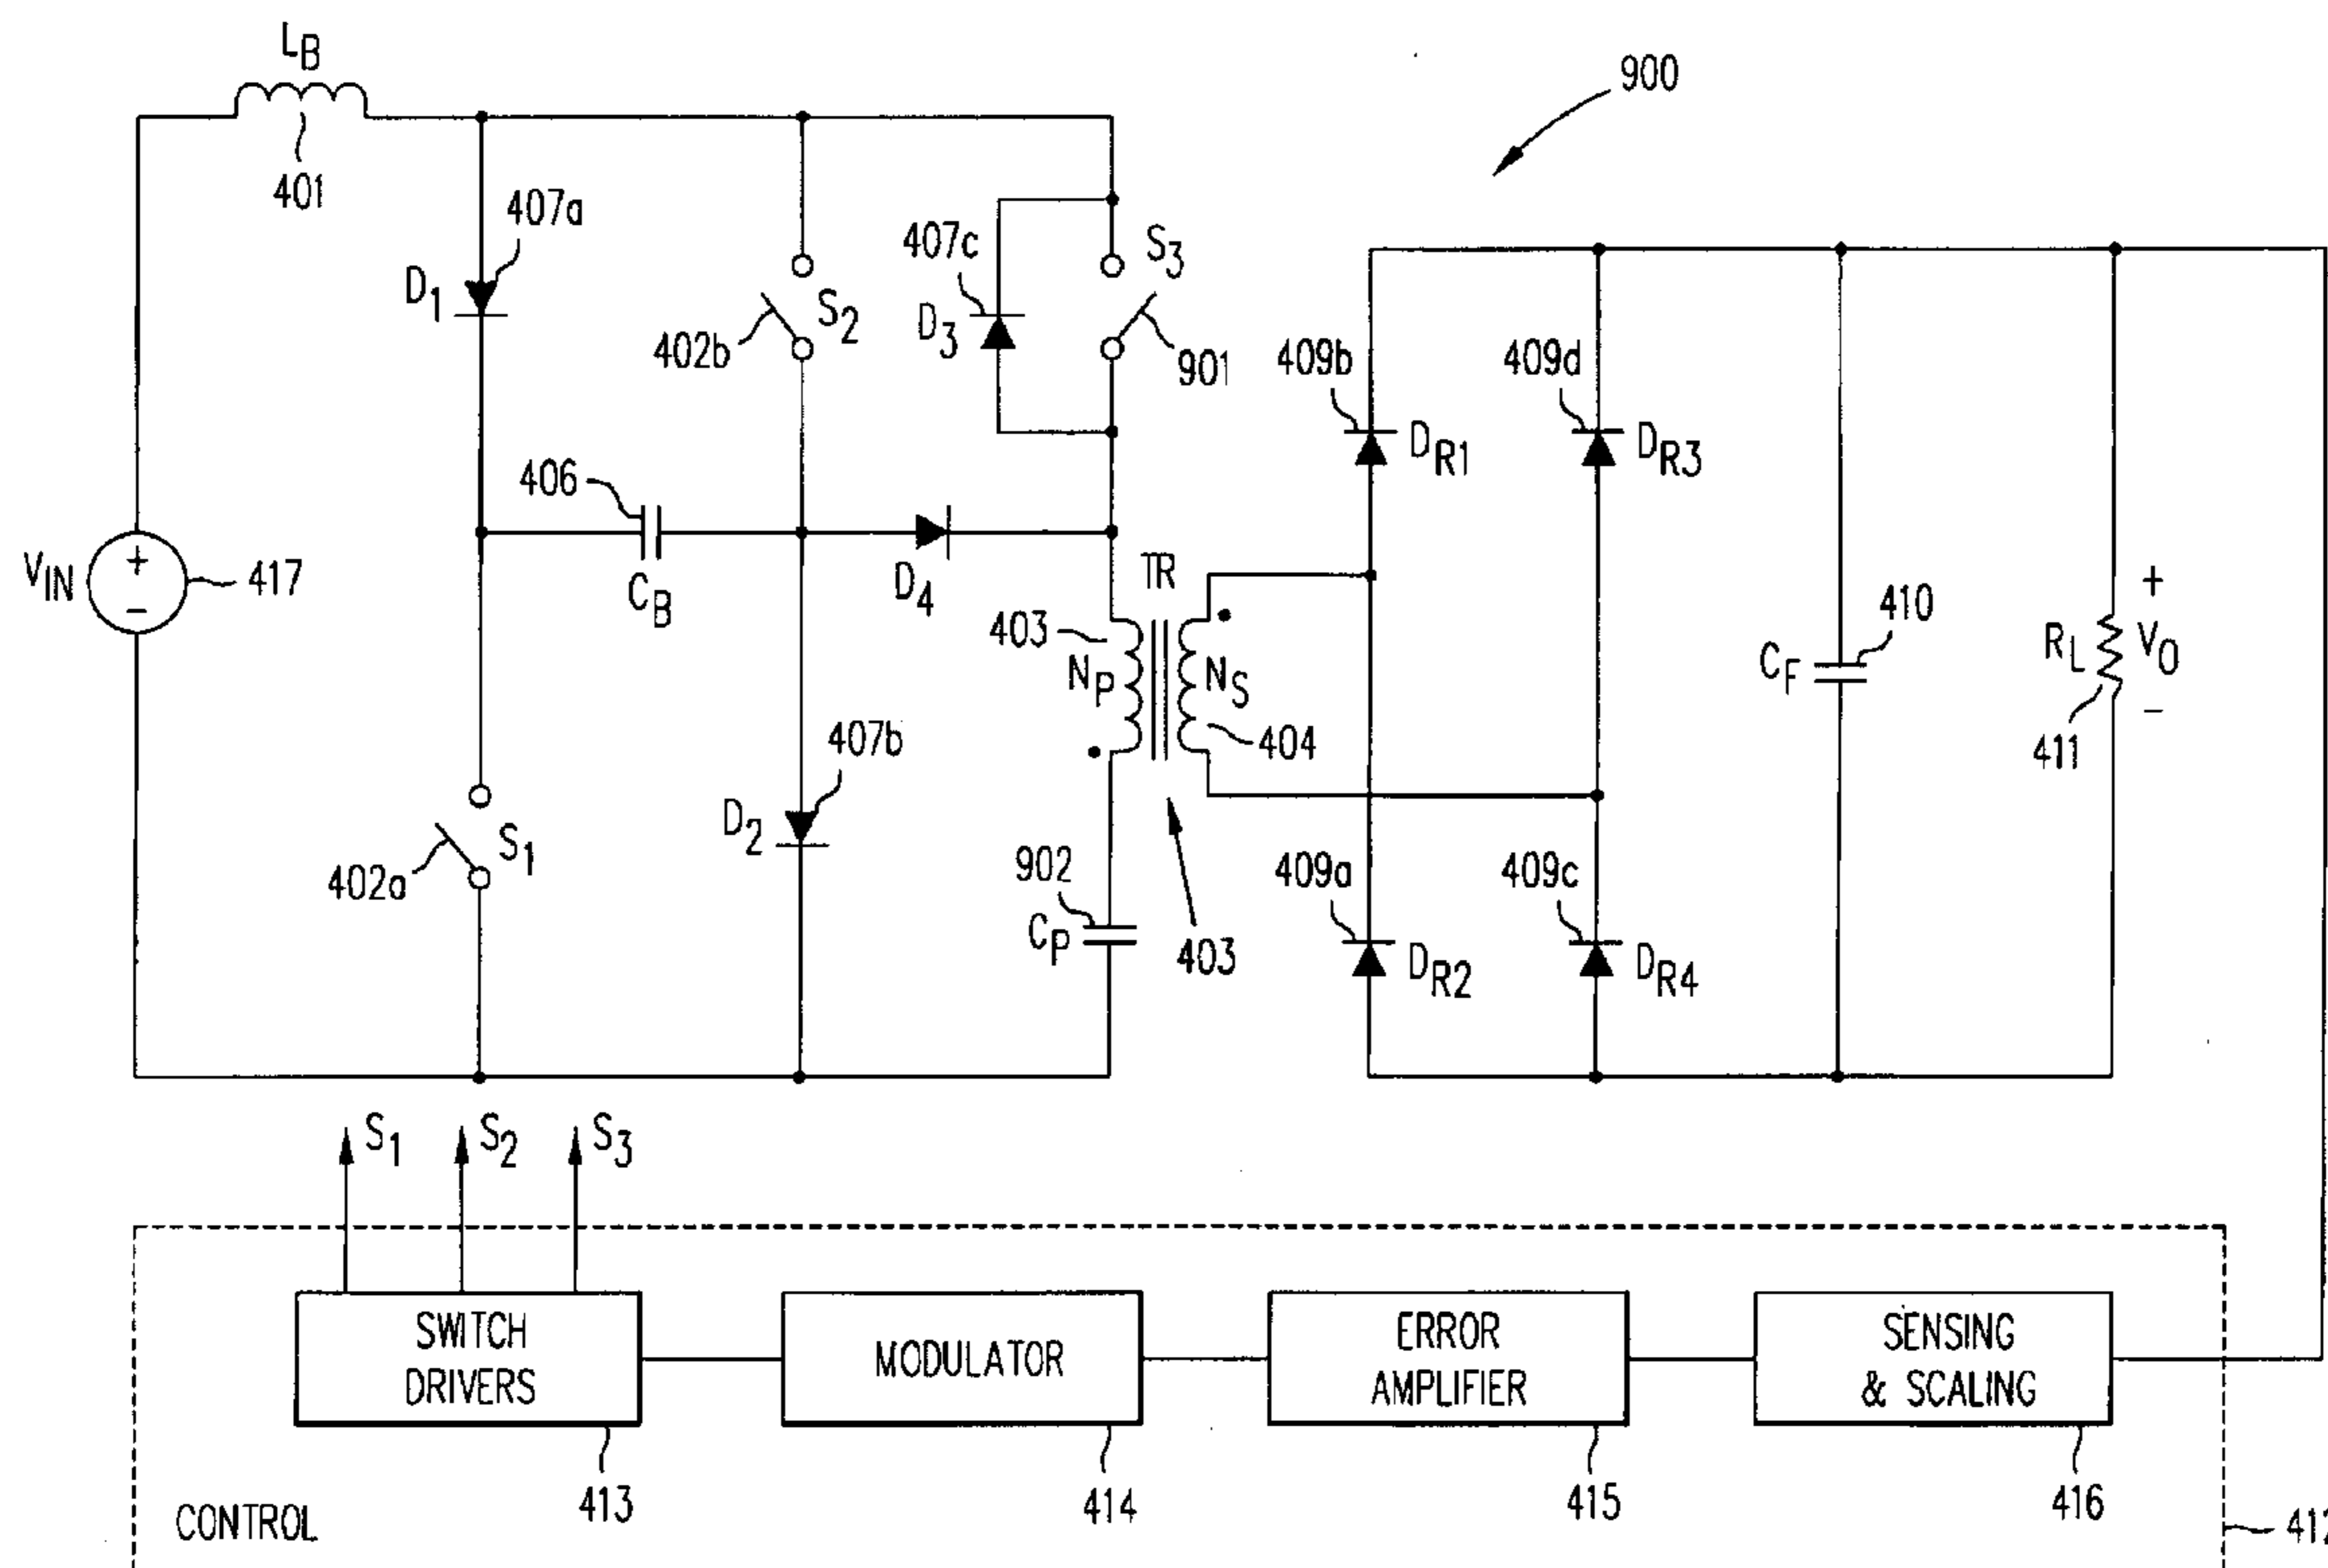 L_B
401
900
407a
D_1
402b
S_2
407c
D_3
S_3
901
406
C_B
D_4
V_IN
+
-
417
403
N_P
TR
N_S
404
403
409b
D_R1
409d
D_R3
C_F
410
R_L
411
+
V_O
-
407b
D_2
402a
S_1
902
C_P
409a
D_R2
409c
D_R4
S_1
S_2
S_3
SWITCH
DRIVERS
MODULATOR
ERROR
AMPLIFIER
SENSING
& SCALING
413
414
415
416
CONTROL